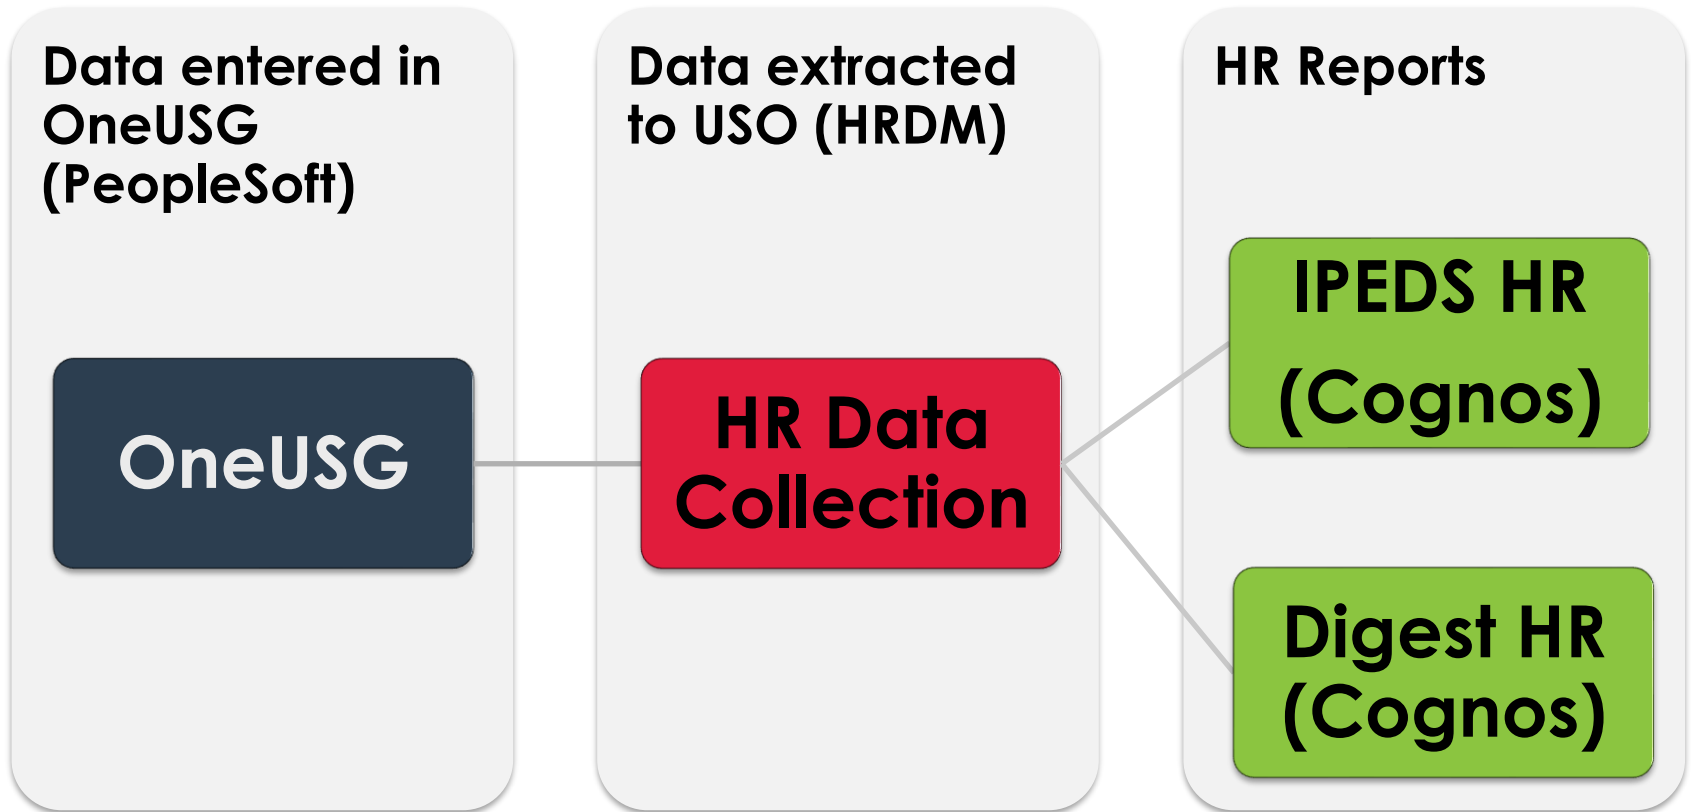 Data entered in
OneUSG
(PeopleSoft)
OneUSG
Data extracted
to USO (HRDM)
HR Data
Collection
HR Reports
IPEDS HR
(Cognos)
Digest HR
(Cognos)